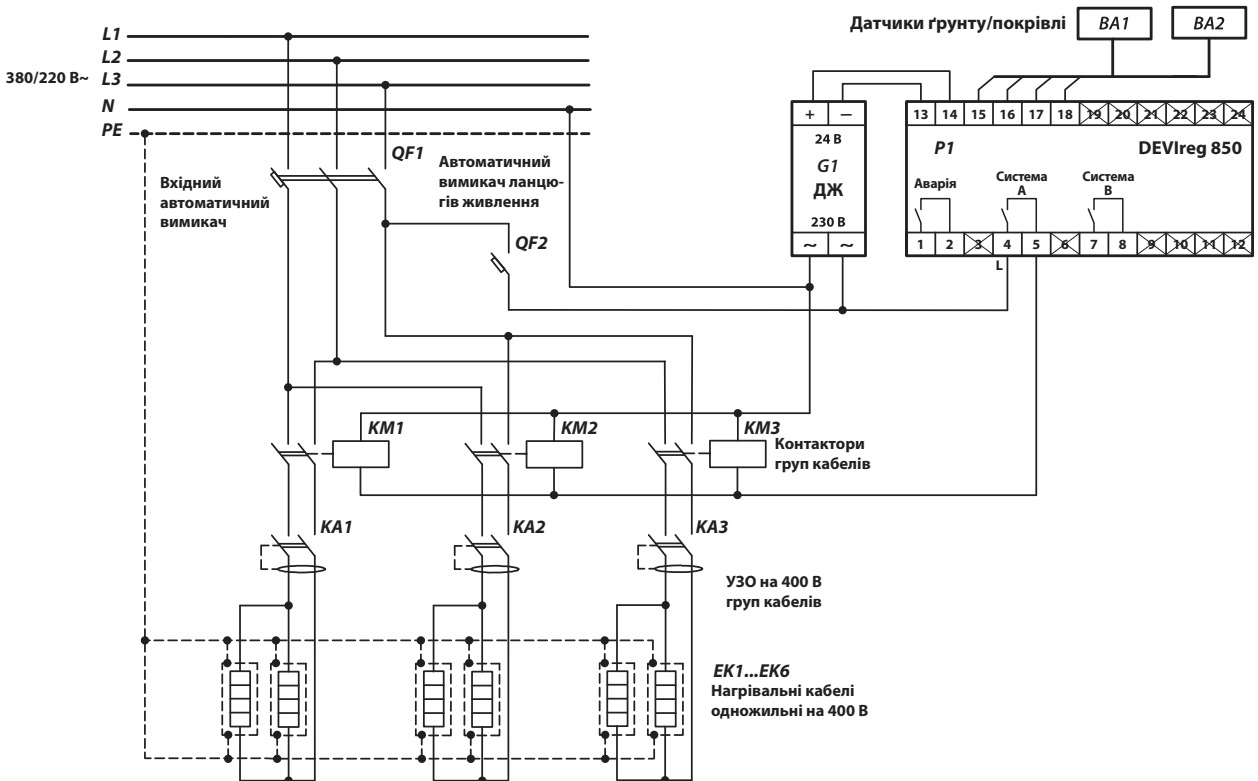 L1
L2
380/220 В~ L3
N
PE
Датчики ґрунту/покрівлі
BA1
BA2
QF1
Вхідний
автоматичний
вимикач
Автоматичний
вимикач ланцю-
гів живлення
QF2
+ —
24 В
G1
ДЖ
230 В
~ ~
13 14 15 16 17 18 19 20 21 22 23 24
P1
DEVIreg 850
Аварія
Система
A
Система
B
1 2 3 4 5 6 7 8 9 10 11 12
L
KM1
KM2
KM3
Контактори
груп кабелів
KA1
KA2
KA3
УЗО на 400 В
груп кабелів
EK1...EK6
Нагрівальні кабелі
одножильні на 400 В